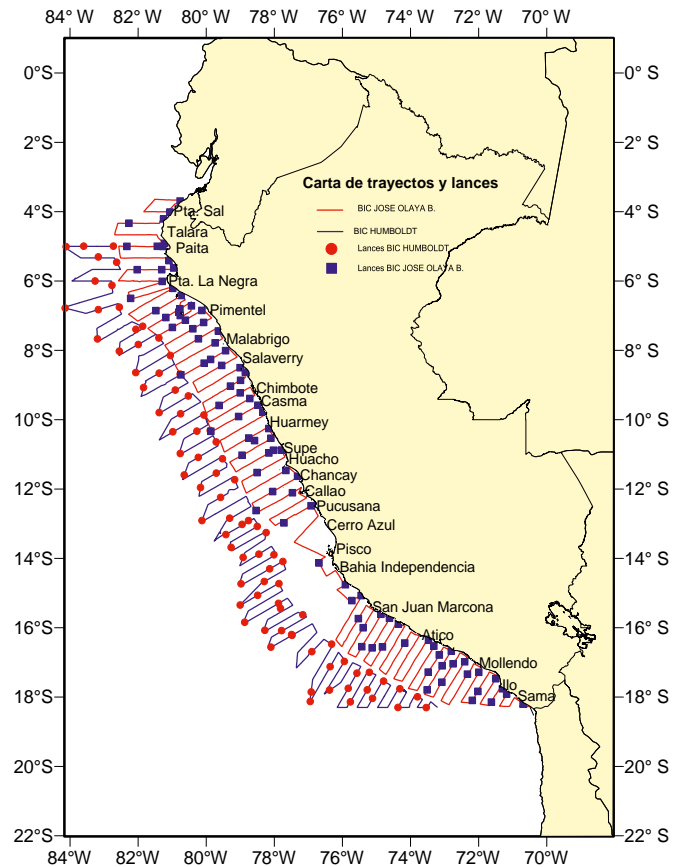 84°W 82°W 80°W 78°W 76°W 74°W 72°W 70°W
0°S 0° S
2°S 2° S
4°S 4° S
6°S 6° S
8°S 8° S
10°S 10° S
12°S 12° S
14°S 14° S
16°S 16° S
18°S 18° S
20°S 20° S
22°S 22° S
Carta de trayectos y lances
BIC JOSE OLAYA B.
BIC HUMBOLDT
Lances BIC HUMBOLDT
Lances BIC JOSE OLAYA B.
Pta. Sal
Talara
Paita
Pta. La Negra
Pimentel
Malabrigo
Salaverry
Chimbote
Casma
Huarmey
Supe
Huacho
Chancay
Callao
Pucusana
Cerro Azul
Pisco
Bahia Independencia
San Juan Marcona
Atico
Mollendo
Ilo
Sama
84°W 82°W 80°W 78°W 76°W 74°W 72°W 70°W